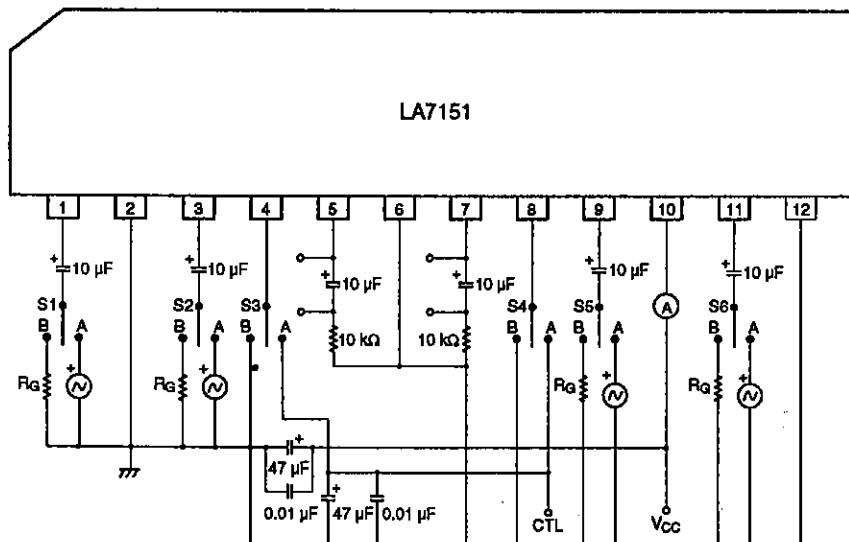 LA7151
1 2 3 4 5 6 7 8 9 10 11 12
+ 10 µF + 10 µF + 10 µF + 10 µF + 10 µF + 10 µF
S1 S2 S3 S4 S5 A S6
B A B A B A 10 kΩ 10 kΩ B A B A B A
RG + RG + RG + RG +
+
47 µF
0.01 µF + 47 µF 0.01 µF CTL VCC